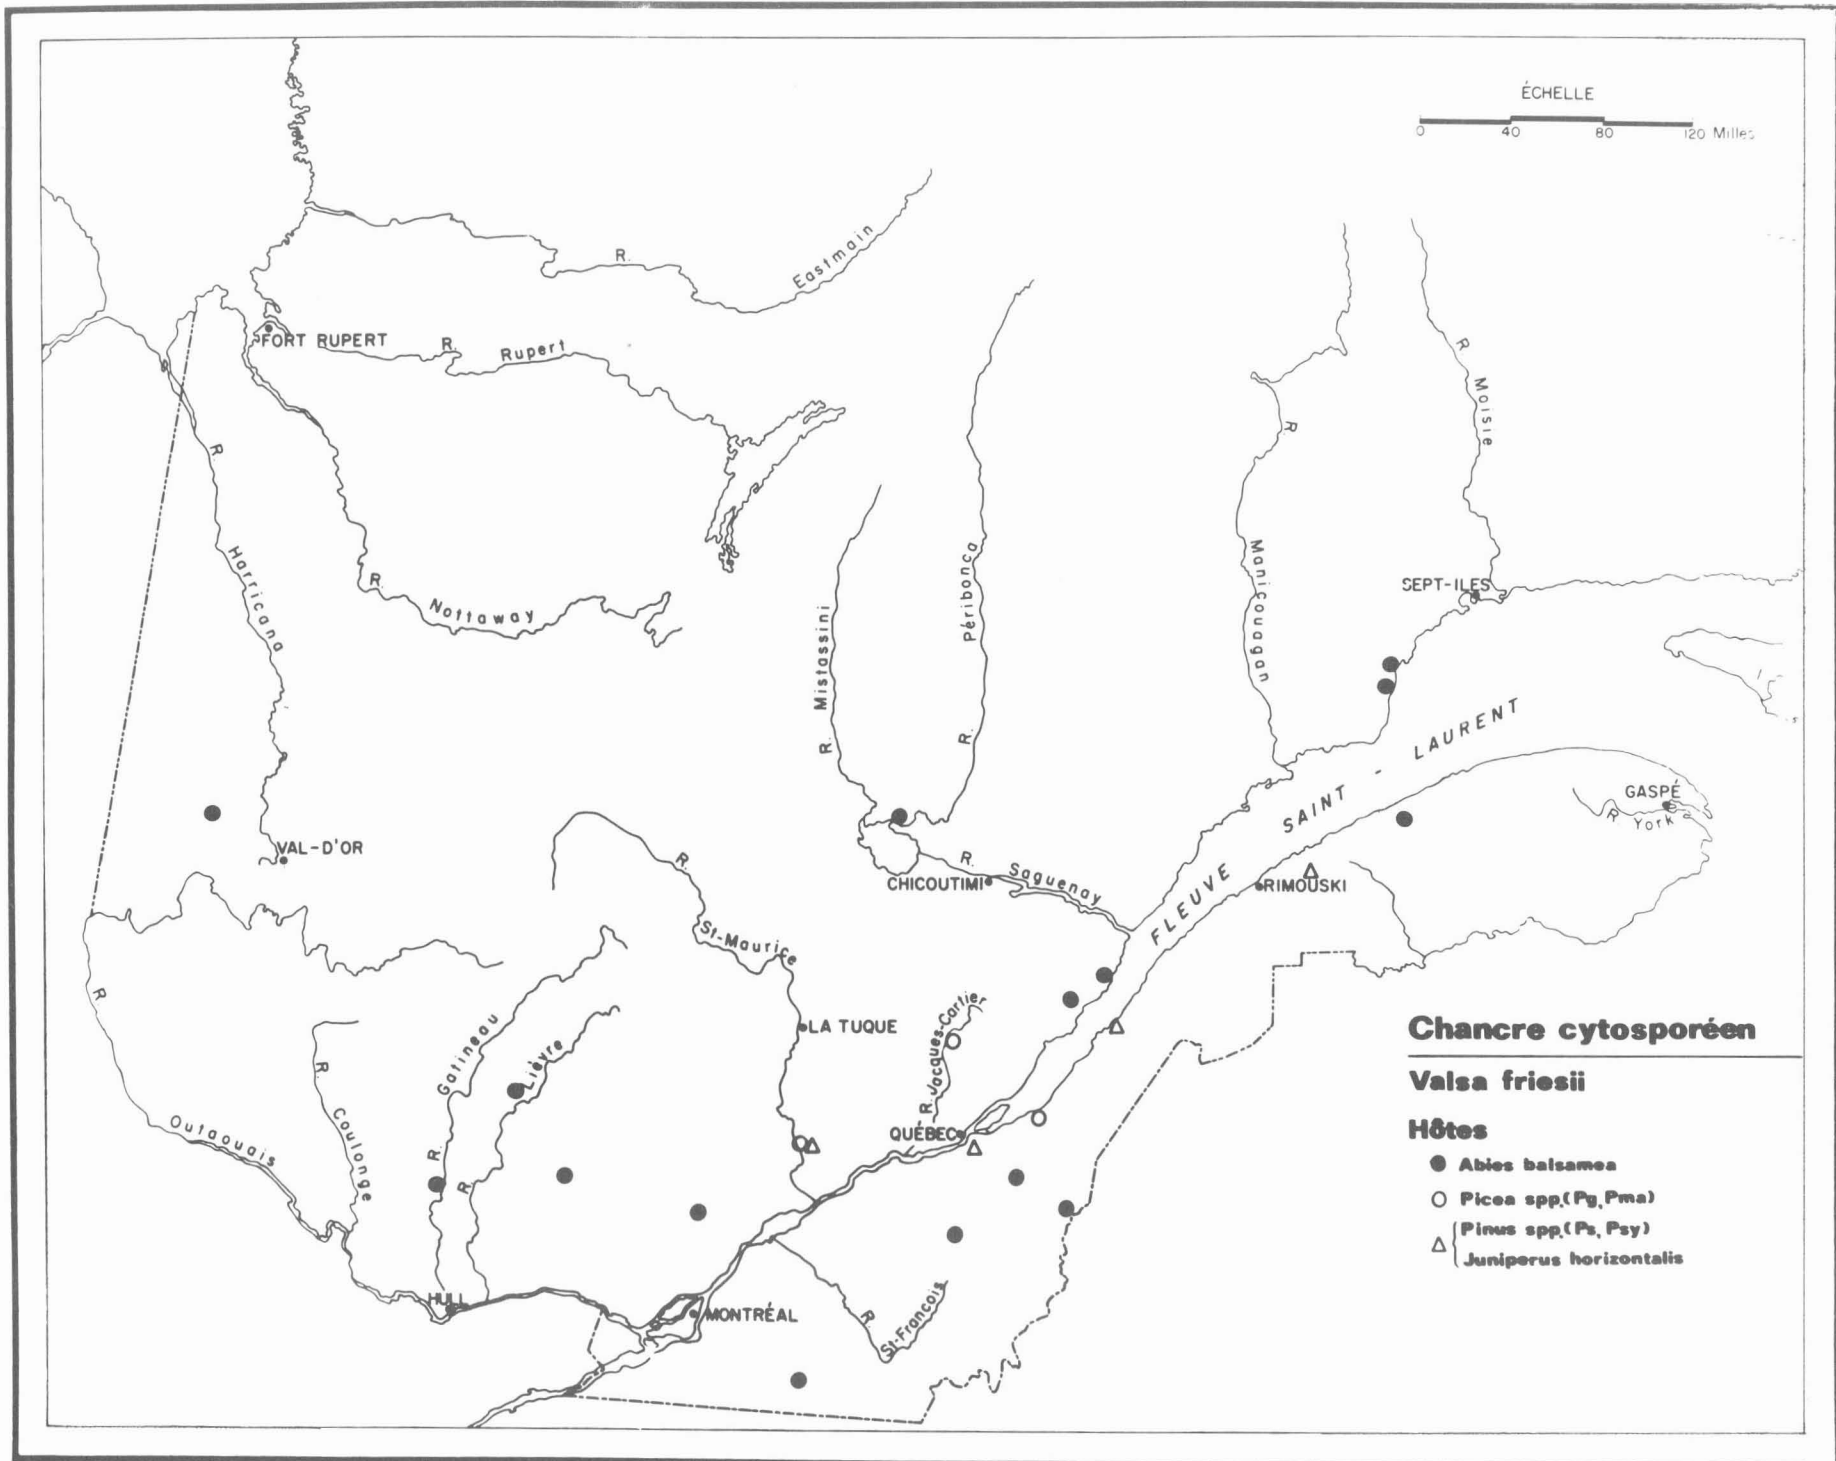 ÉCHELLE
0 40 80 120 Milles
R. Eastmain
FORT RUPERT
R. Rupert
R. Moisie
R. Harricana
R. Nottaway
R. Mistassini
R. Péribonca
R. Manicouagan
SEPT-ILES
FLEUVE SAINT - LAURENT
GASPÉ
R. York
VAL-D'OR
CHICOUTIMI
R. Saguenay
RIMOUSKI
R. St-Maurice
LA TUQUE
R. Jacques-Cartier
R. Gatineau
R. Lièvre
R. Coulonge
R. Outaouais
QUÉBEC
HULL
MONTRÉAL
R. St-François
Chancre cytosporéen
Valsa friesii
Hôtes
Abies balsamea
Picea spp.(Pg,Pma)
Pinus spp.(Ps,Psy)
Juniperus horizontalis